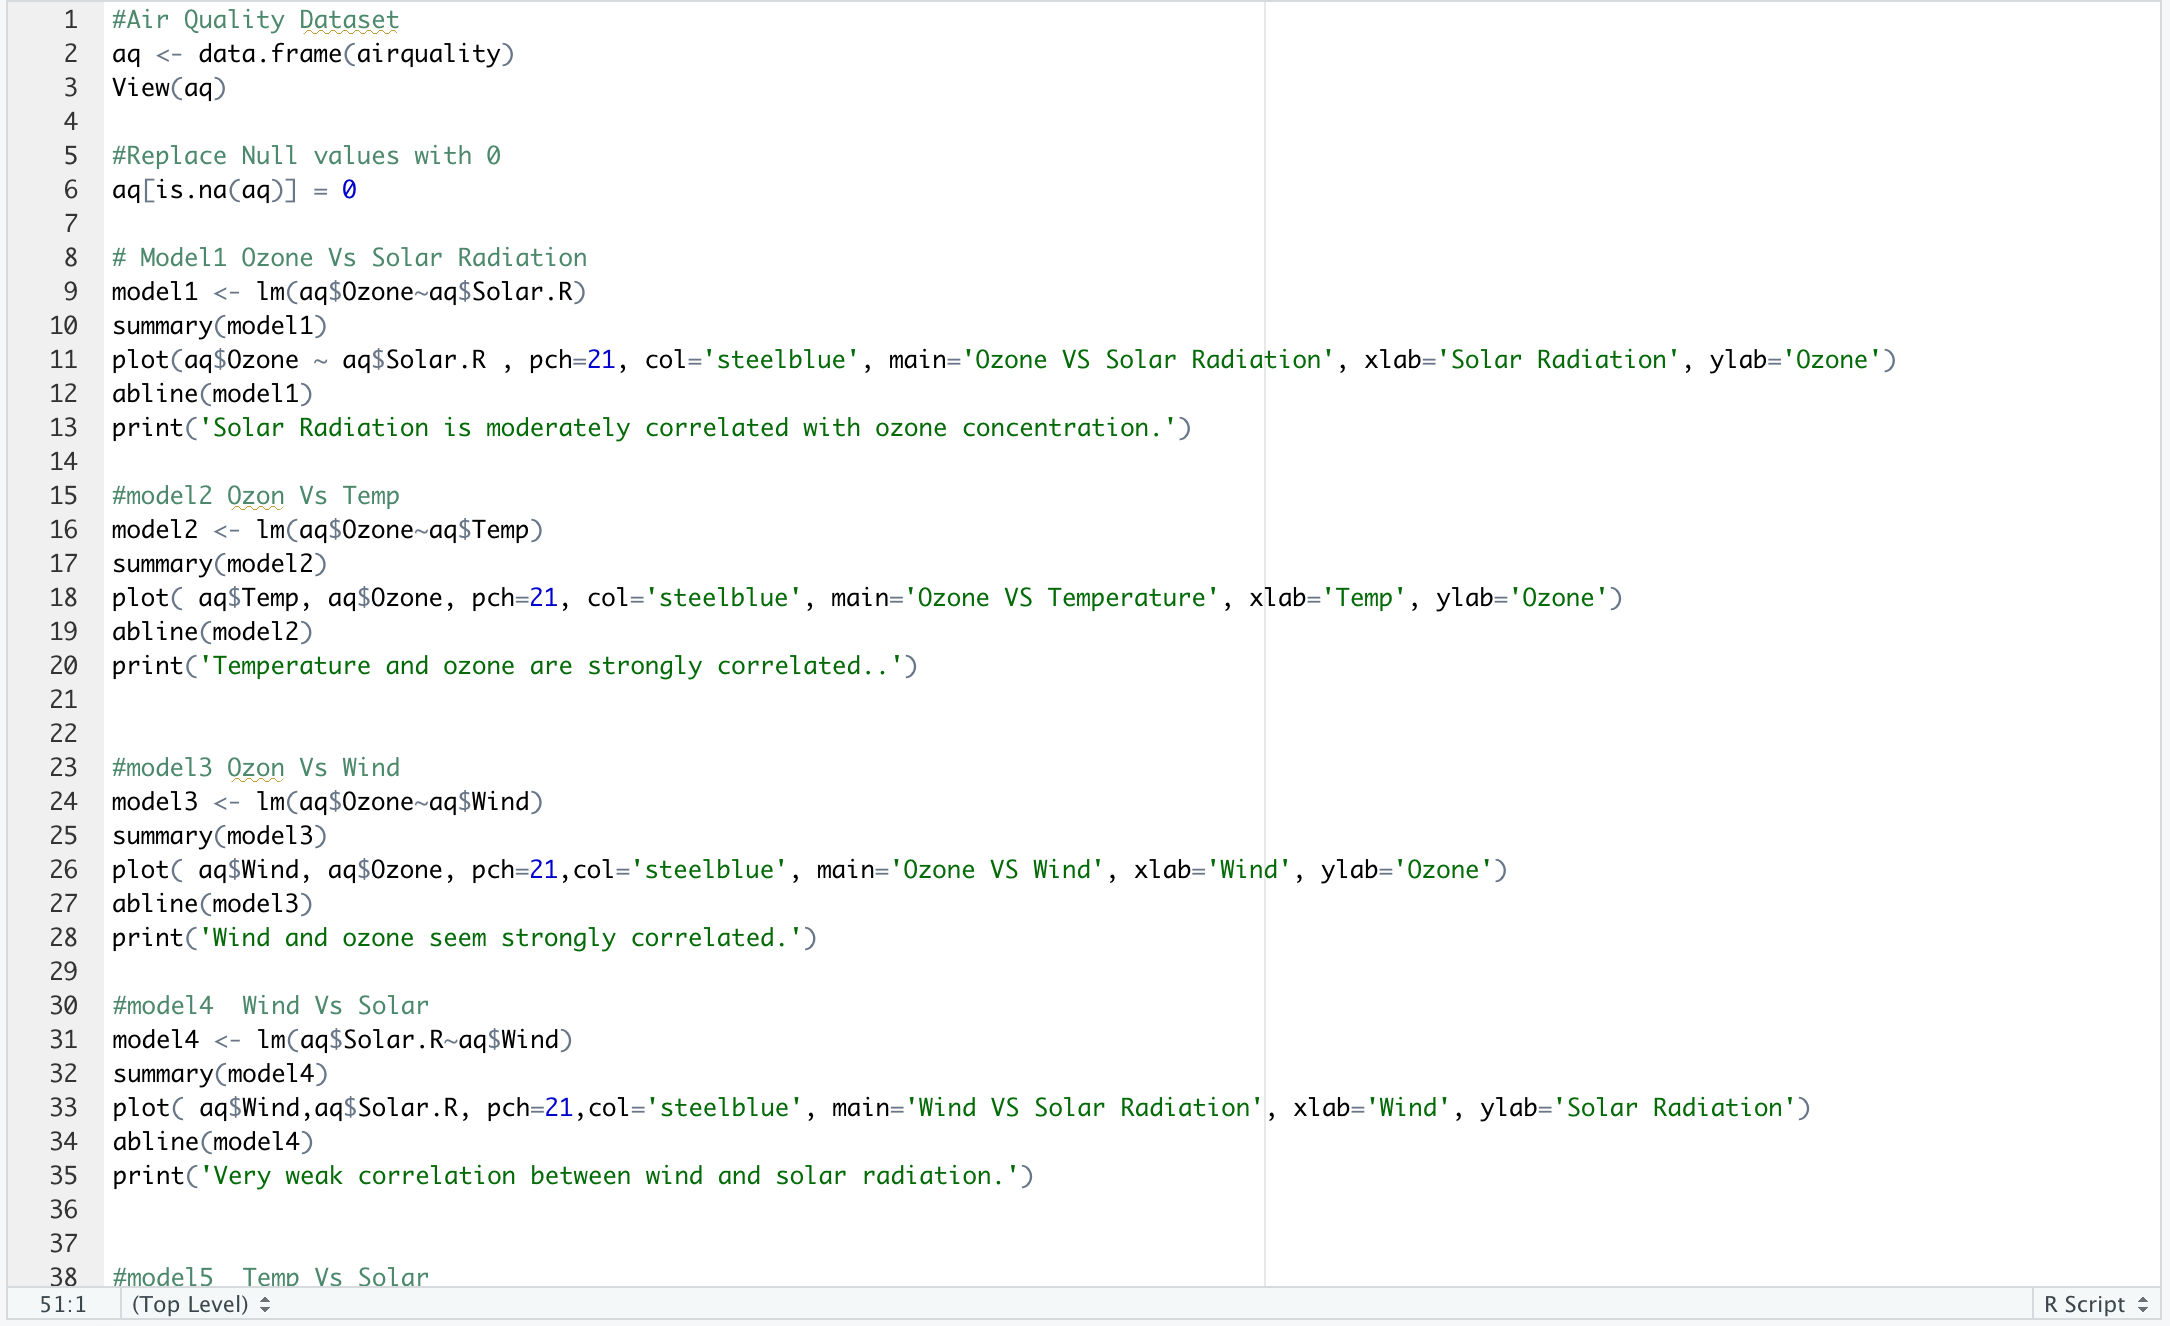 1 #Air Quality Dataset
2 aq <- data.frame(airquality)
3 View(aq)
4
5 #Replace Null values with 0
6 aq[is.na(aq)] = 0
7
8 # Model1 Ozone Vs Solar Radiation
9 model1 <- lm(aq$Ozone~aq$Solar.R)
10 summary(model1)
11 plot(aq$Ozone ~ aq$Solar.R , pch=21, col='steelblue', main='Ozone VS Solar Radiation', xlab='Solar Radiation', ylab='Ozone')
12 abline(model1)
13 print('Solar Radiation is moderately correlated with ozone concentration.')
14
15 #model2 Ozon Vs Temp
16 model2 <- lm(aq$Ozone~aq$Temp)
17 summary(model2)
18 plot( aq$Temp, aq$Ozone, pch=21, col='steelblue', main='Ozone VS Temperature', xlab='Temp', ylab='Ozone')
19 abline(model2)
20 print('Temperature and ozone are strongly correlated..')
21
22
23 #model3 Ozon Vs Wind
24 model3 <- lm(aq$Ozone~aq$Wind)
25 summary(model3)
26 plot( aq$Wind, aq$Ozone, pch=21,col='steelblue', main='Ozone VS Wind', xlab='Wind', ylab='Ozone')
27 abline(model3)
28 print('Wind and ozone seem strongly correlated.')
29
30 #model4  Wind Vs Solar
31 model4 <- lm(aq$Solar.R~aq$Wind)
32 summary(model4)
33 plot( aq$Wind,aq$Solar.R, pch=21,col='steelblue', main='Wind VS Solar Radiation', xlab='Wind', ylab='Solar Radiation')
34 abline(model4)
35 print('Very weak correlation between wind and solar radiation.')
36
37
38 #model5  Temp Vs Solar
51:1 (Top Level) R Script